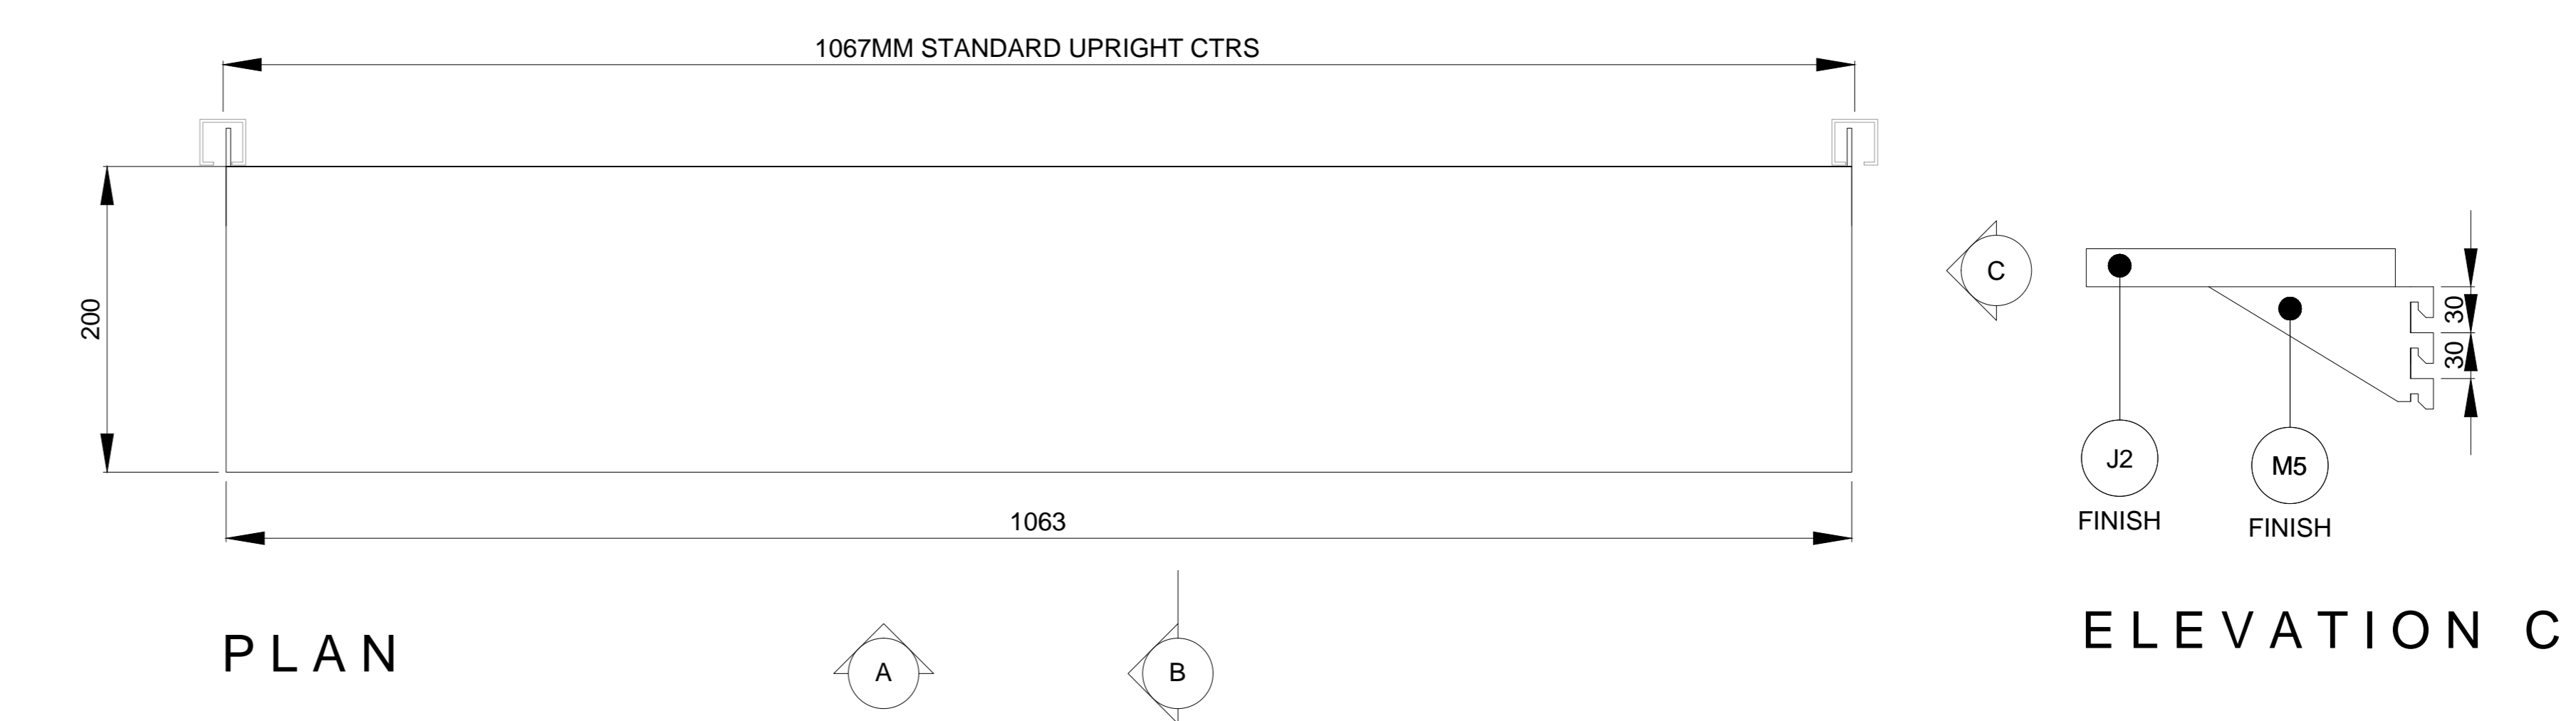 1067MM STANDARD UPRIGHT CTRS
200
1063
PLAN
A
B
C
30
30
J2
FINISH
M5
FINISH
ELEVATION C